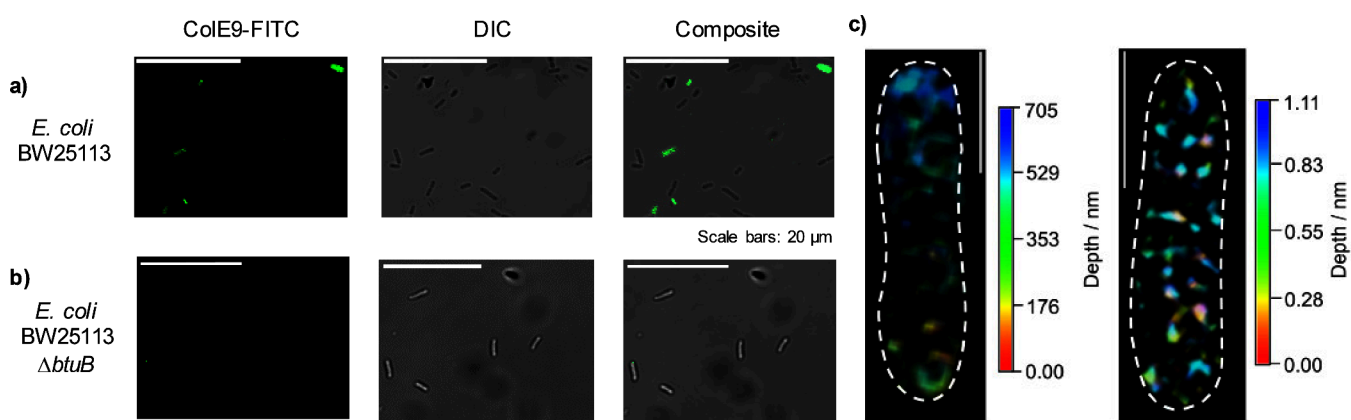 ColE9-FITC
DIC
Composite
c)
a)
E. coli
BW25113
Scale bars: 20 µm
b)
E. coli
BW25113
ΔbtuB
705
529
353
176
0.00
Depth / nm
1.11
0.83
0.55
0.28
0.00
Depth / nm